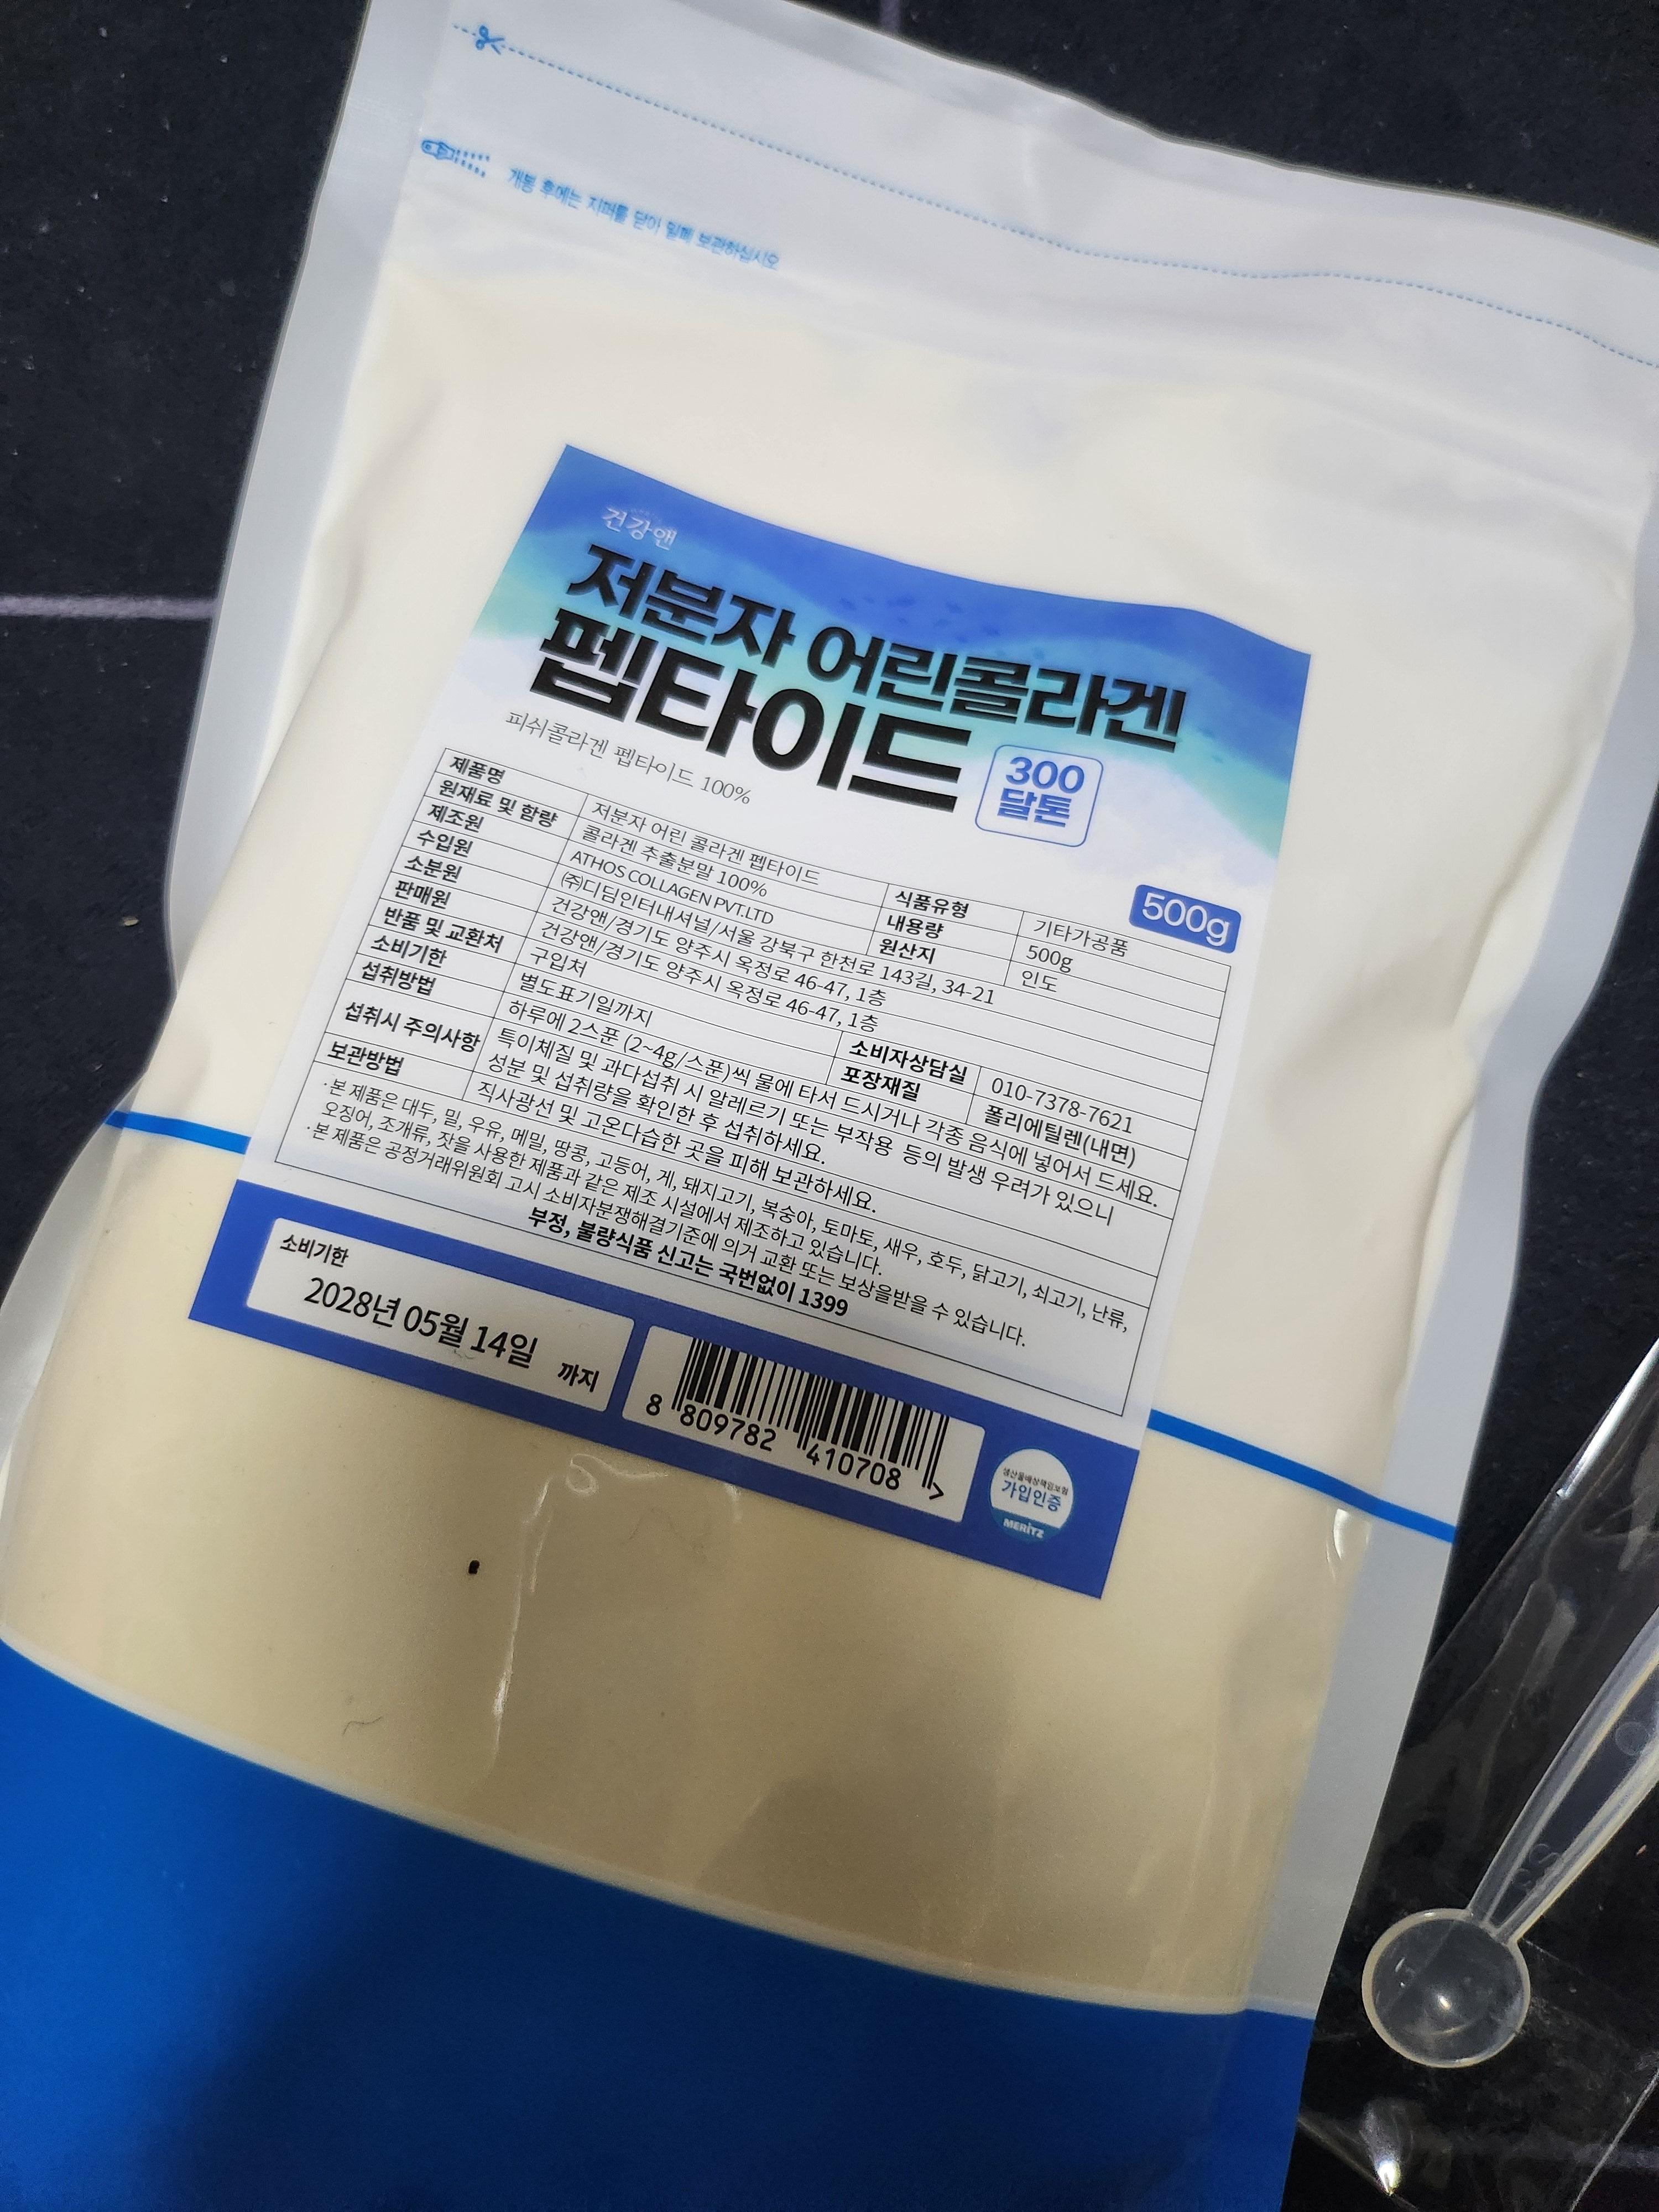 개봉 후에는 지퍼를 닫아 밀폐 보관하십시오
건강앤
저분자 어린콜라겐
펩타이드
300
달톤
피쉬콜라겐 펩타이드 100%
500g
제품명 저분자 어린 콜라겐 펩타이드 식품유형 기타가공품
원재료 및 함량 콜라겐 추출분말 100% 내용량 500g
제조원 ATHOS COLLAGEN PVT.LTD 원산지 인도
수입원 ㈜디딤인터내셔널/서울 강북구 한천로 143길, 34-21
소분원 건강앤/경기도 양주시 옥정로 46-47, 1층
판매원 건강앤/경기도 양주시 옥정로 46-47, 1층
반품 및 교환처 구입처 소비자상담실 010-7378-7621
소비기한 별도표기일까지 포장재질 폴리에틸렌(내면)
섭취방법 하루에 2스푼 (2~4g/스푼)씩 물에 타서 드시거나 각종 음식에 넣어서 드세요.
섭취시 주의사항 특이체질 및 과다섭취 시 알레르기 또는 부작용 등의 발생 우려가 있으니
성분 및 섭취량을 확인한 후 섭취하세요.
보관방법 직사광선 및 고온다습한 곳을 피해 보관하세요.
·본 제품은 대두, 밀, 우유, 메밀, 땅콩, 고등어, 게, 돼지고기, 복숭아, 토마토, 새우, 호두, 닭고기, 쇠고기, 난류,
오징어, 조개류, 잣을 사용한 제품과 같은 제조 시설에서 제조하고 있습니다.
·본 제품은 공정거래위원회 고시 소비자분쟁해결기준에 의거 교환 또는 보상을받을 수 있습니다.
부정, 불량식품 신고는 국번없이 1399
소비기한
2028년 05월 14일 까지
8 809782 410708 >
생산물배상책임보험
가입인증
MERITZ